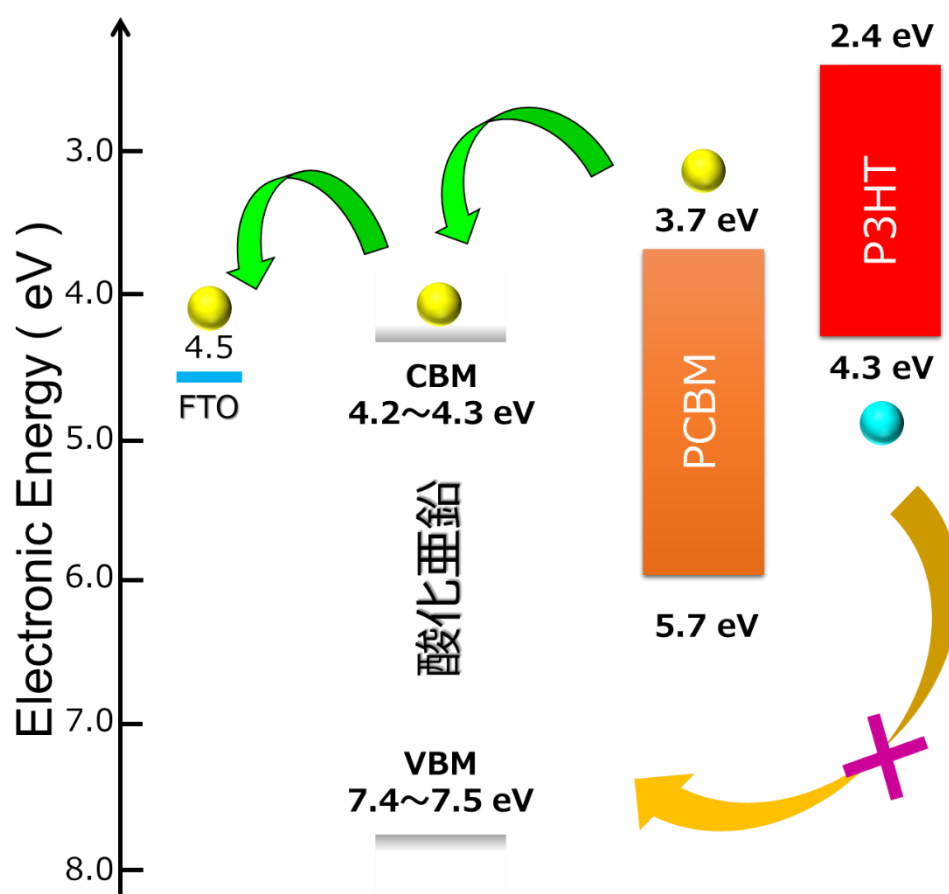 Electronic Energy ( eV )
3.0
4.0
5.0
6.0
7.0
8.0
4.5
FTO
CBM
4.2～4.3 eV
酸化亜鉛
VBM
7.4～7.5 eV
3.7 eV
PCBM
5.7 eV
2.4 eV
P3HT
4.3 eV